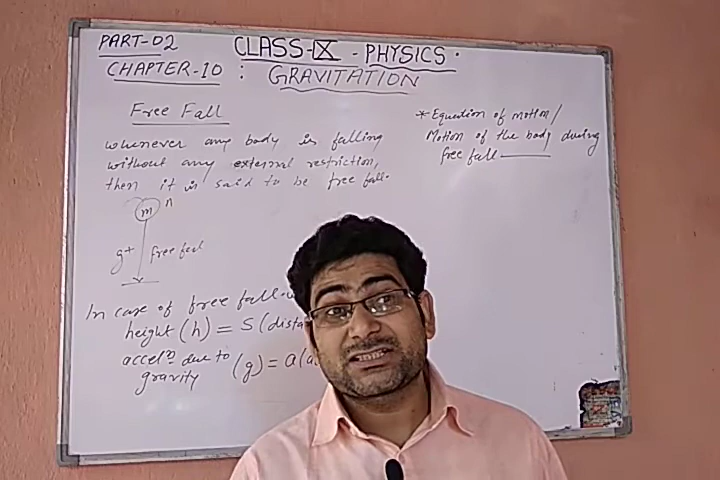 PART-02
CLASS-IX - PHYSICS.
CHAPTER-10 : GRAVITATION
Free Fall
whenever any body is falling
without any external restriction,
then it is said to be free fall.
m
g+
free fall
In case of free fall
height (h) = S (dista
acceln due to
gravity
(g) = a (a
* Equation of motion/
Motion of the body during
free fall